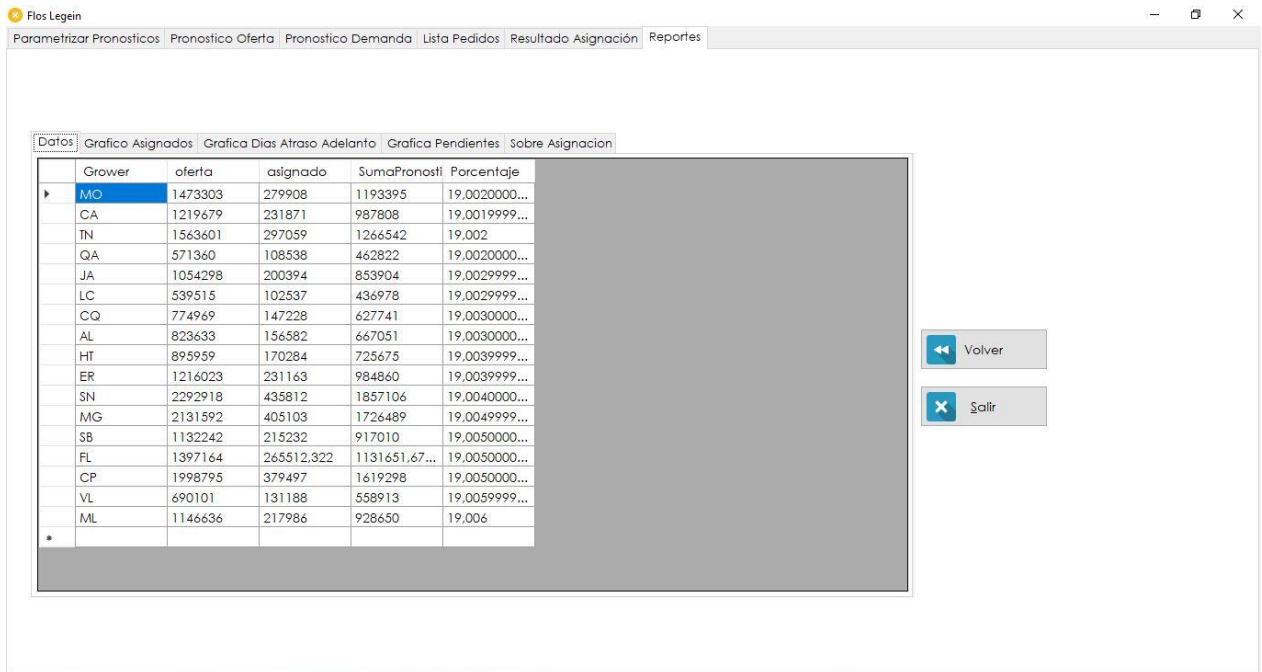 Flos Legein
Parametrizar Pronosticos Pronostico Oferta Pronostico Demanda Lista Pedidos Resultado Asignación Reportes
Datos Grafico Asignados Grafica Dias Atraso Adelanto Grafica Pendientes Sobre Asignacion
Grower oferta asignado SumaPronosti Porcentaje
MO 1473303 279908 1193395 19,0020000...
CA 1219679 231871 987808 19,0019999...
TN 1563601 297059 1266542 19,002
QA 571360 108538 462822 19,0020000...
JA 1054298 200394 853904 19,0029999...
LC 539515 102537 436978 19,0029999...
CQ 774969 147228 627741 19,0030000...
AL 823633 156582 667051 19,0030000...
HT 895959 170284 725675 19,0039999...
ER 1216023 231163 984860 19,0039999...
SN 2292918 435812 1857106 19,0040000...
MG 2131592 405103 1726489 19,0049999...
SB 1132242 215232 917010 19,0050000...
FL 1397164 265512,322 1131651,67... 19,0050000...
CP 1998795 379497 1619298 19,0050000...
VL 690101 131188 558913 19,0059999...
ML 1146636 217986 928650 19,006
Volver
Salir